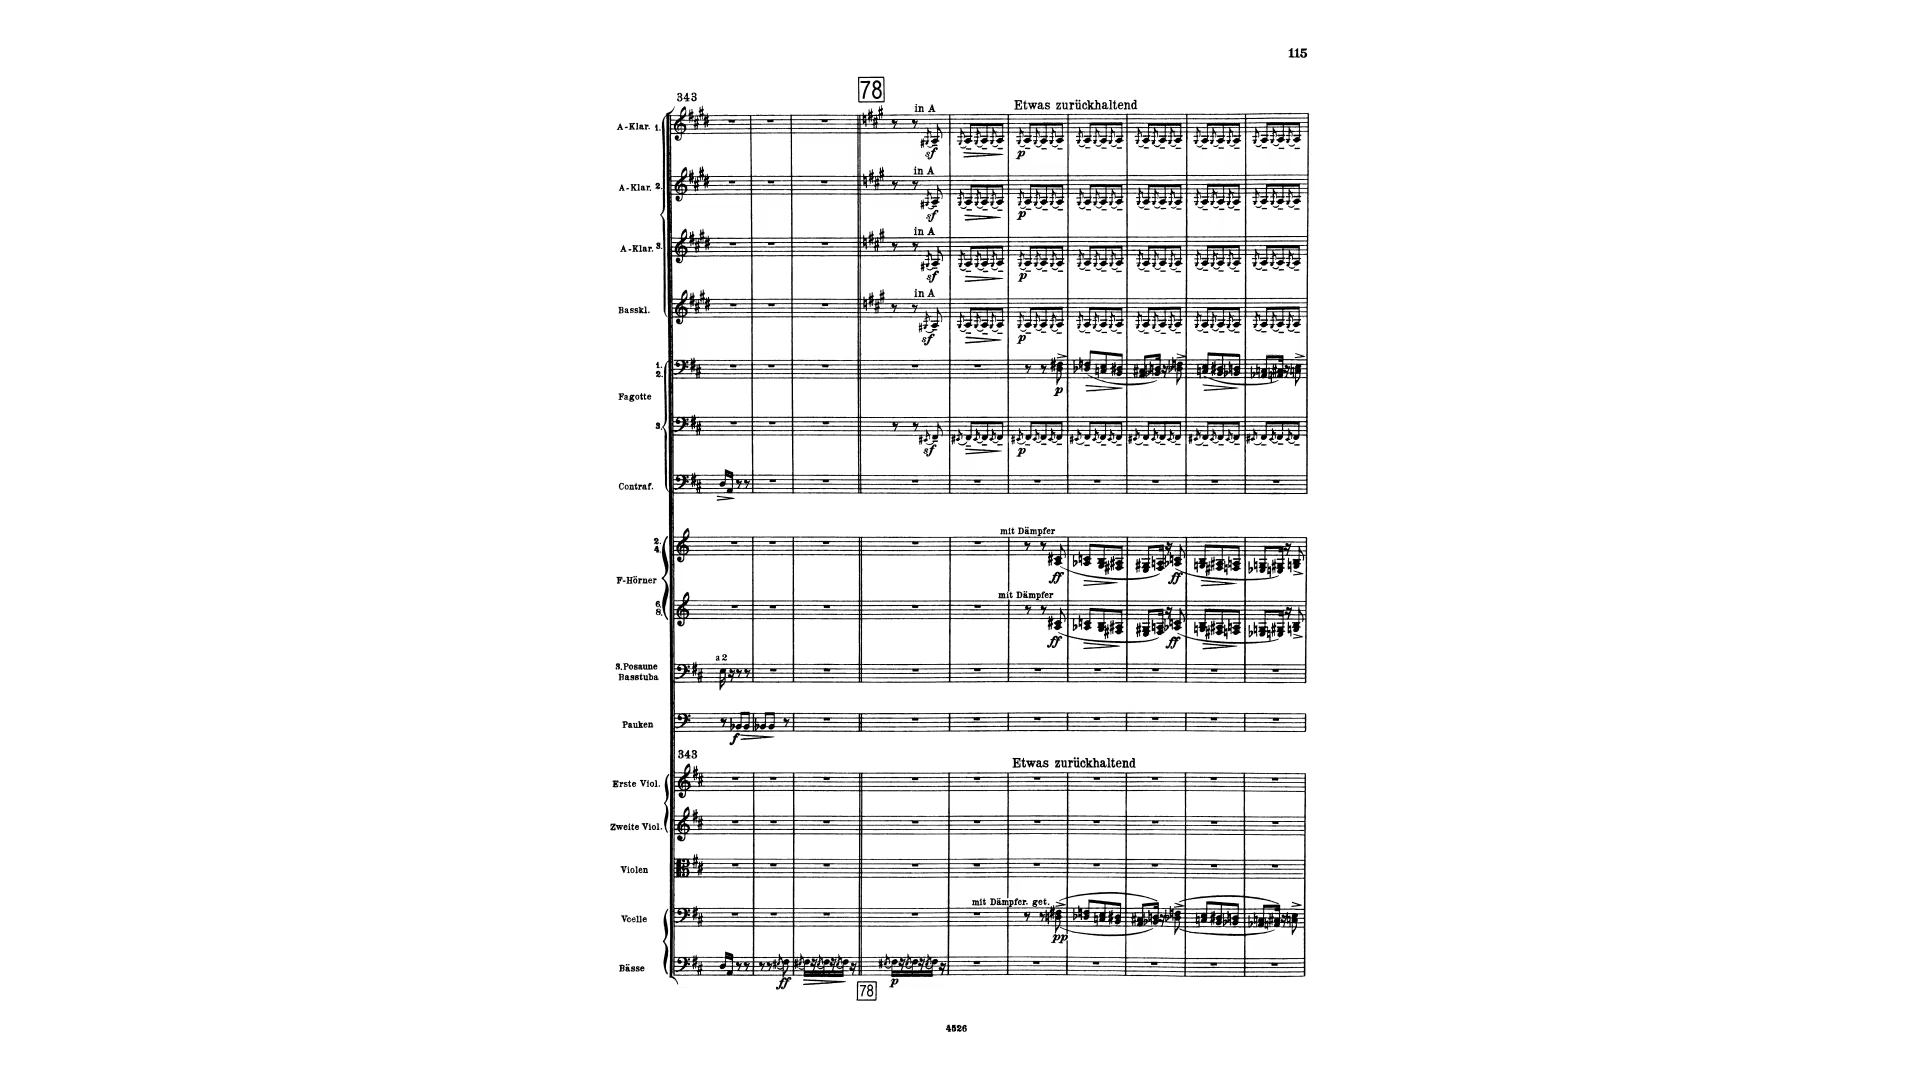 115
78
343
in A
Etwas zurückhaltend
A-Klar. 1.
sf
p
in A
A-Klar. 2.
sf
p
in A
A-Klar. 3.
sf
p
in A
Basskl.
sf
p
1.
2.
p
Fagotte
3.
sf
p
Contraf.
mit Dämpfer
2.
4.
ff
ff
F-Hörner
mit Dämpfer
6.
8.
ff
ff
a 2
3. Posaune
Basstuba
Pauken
f
343
Etwas zurückhaltend
Erste Viol.
Zweite Viol.
Violen
mit Dämpfer. get.
Vcelle
pp
Bässe
ff
p
78
4526